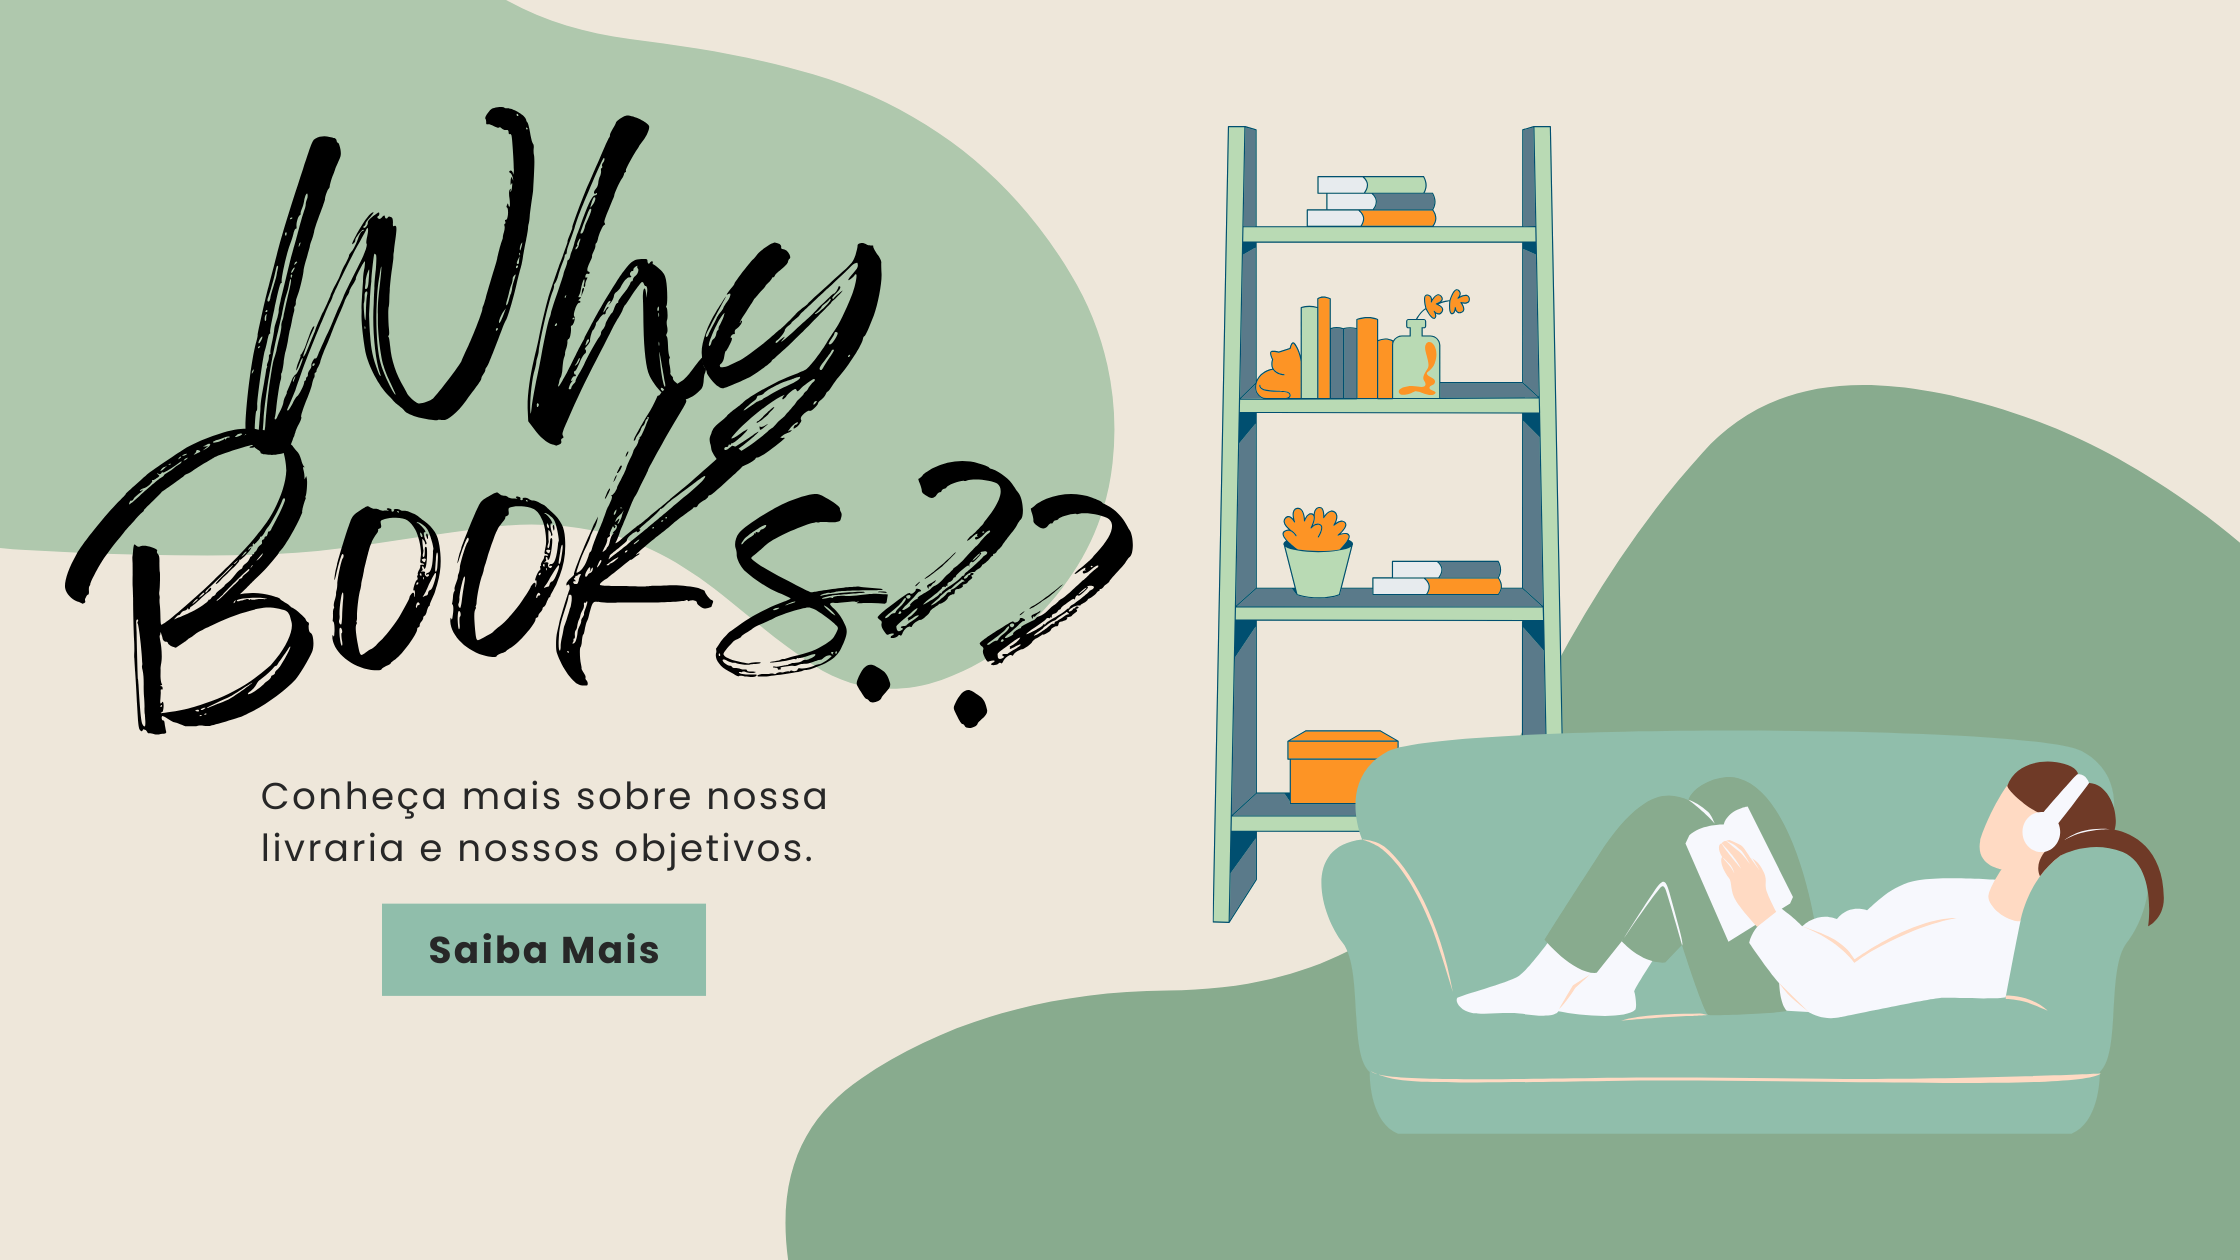 Why
Books??
Conheça mais sobre nossa
livraria e nossos objetivos.
Saiba Mais